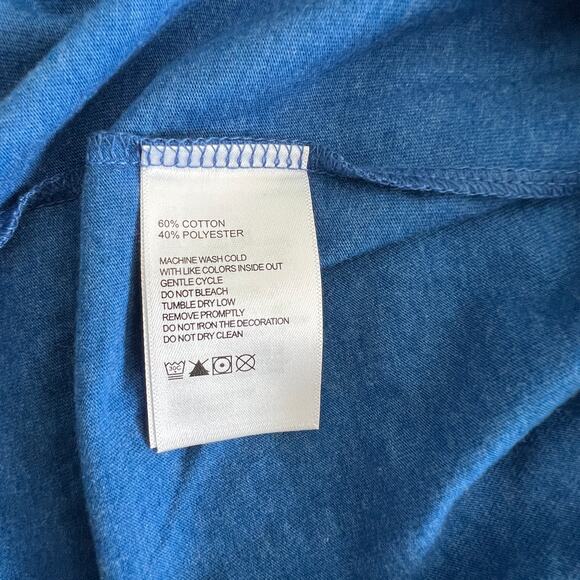 60% COTTON
40% POLYESTER
MACHINE WASH COLD
WITH LIKE COLORS INSIDE OUT
GENTLE CYCLE
DO NOT BLEACH
TUMBLE DRY LOW
REMOVE PROMPTLY
DO NOT IRON THE DECORATION
DO NOT DRY CLEAN
30C